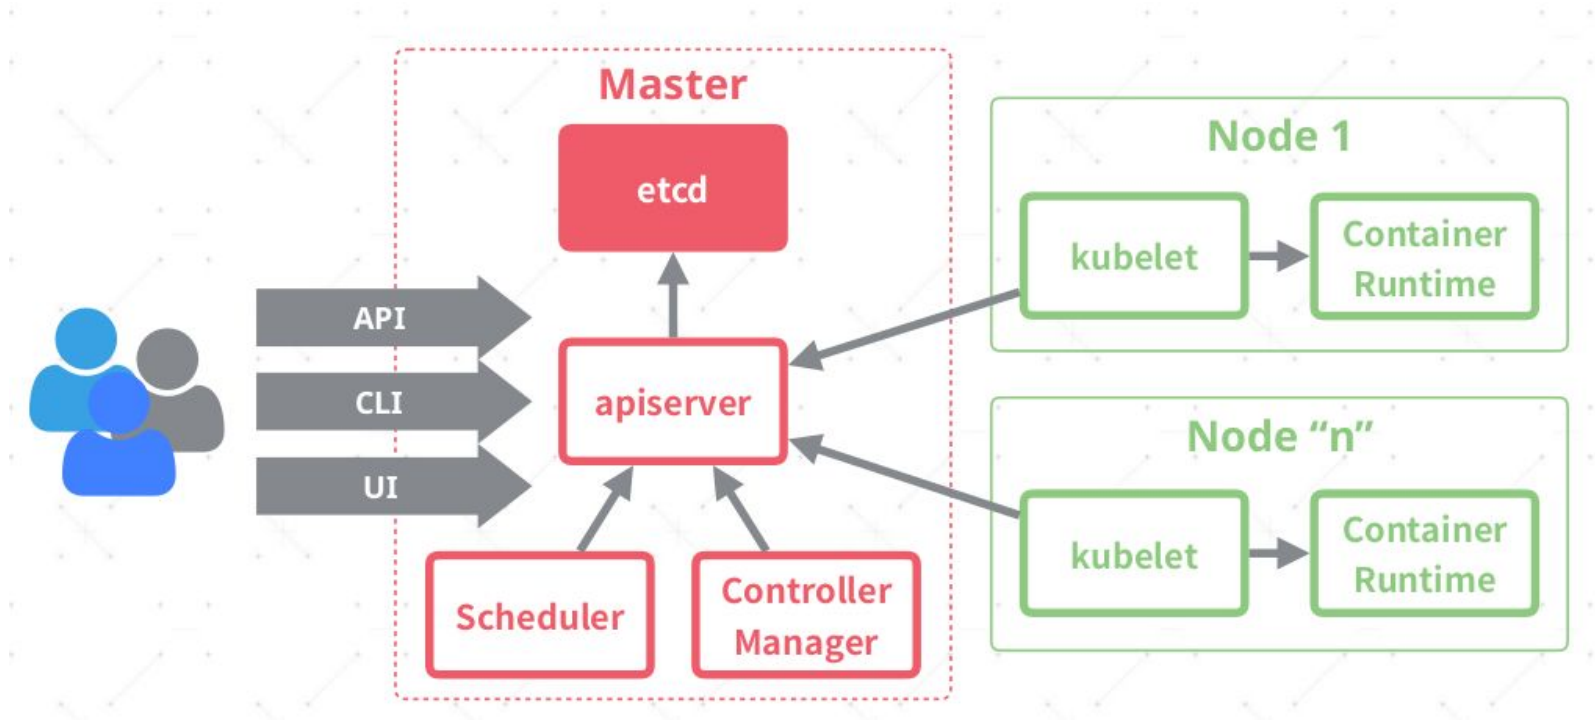 Master
etcd
API
CLI
UI
apiserver
Scheduler
Controller
Manager
Node 1
kubelet
Container
Runtime
Node “n”
kubelet
Container
Runtime